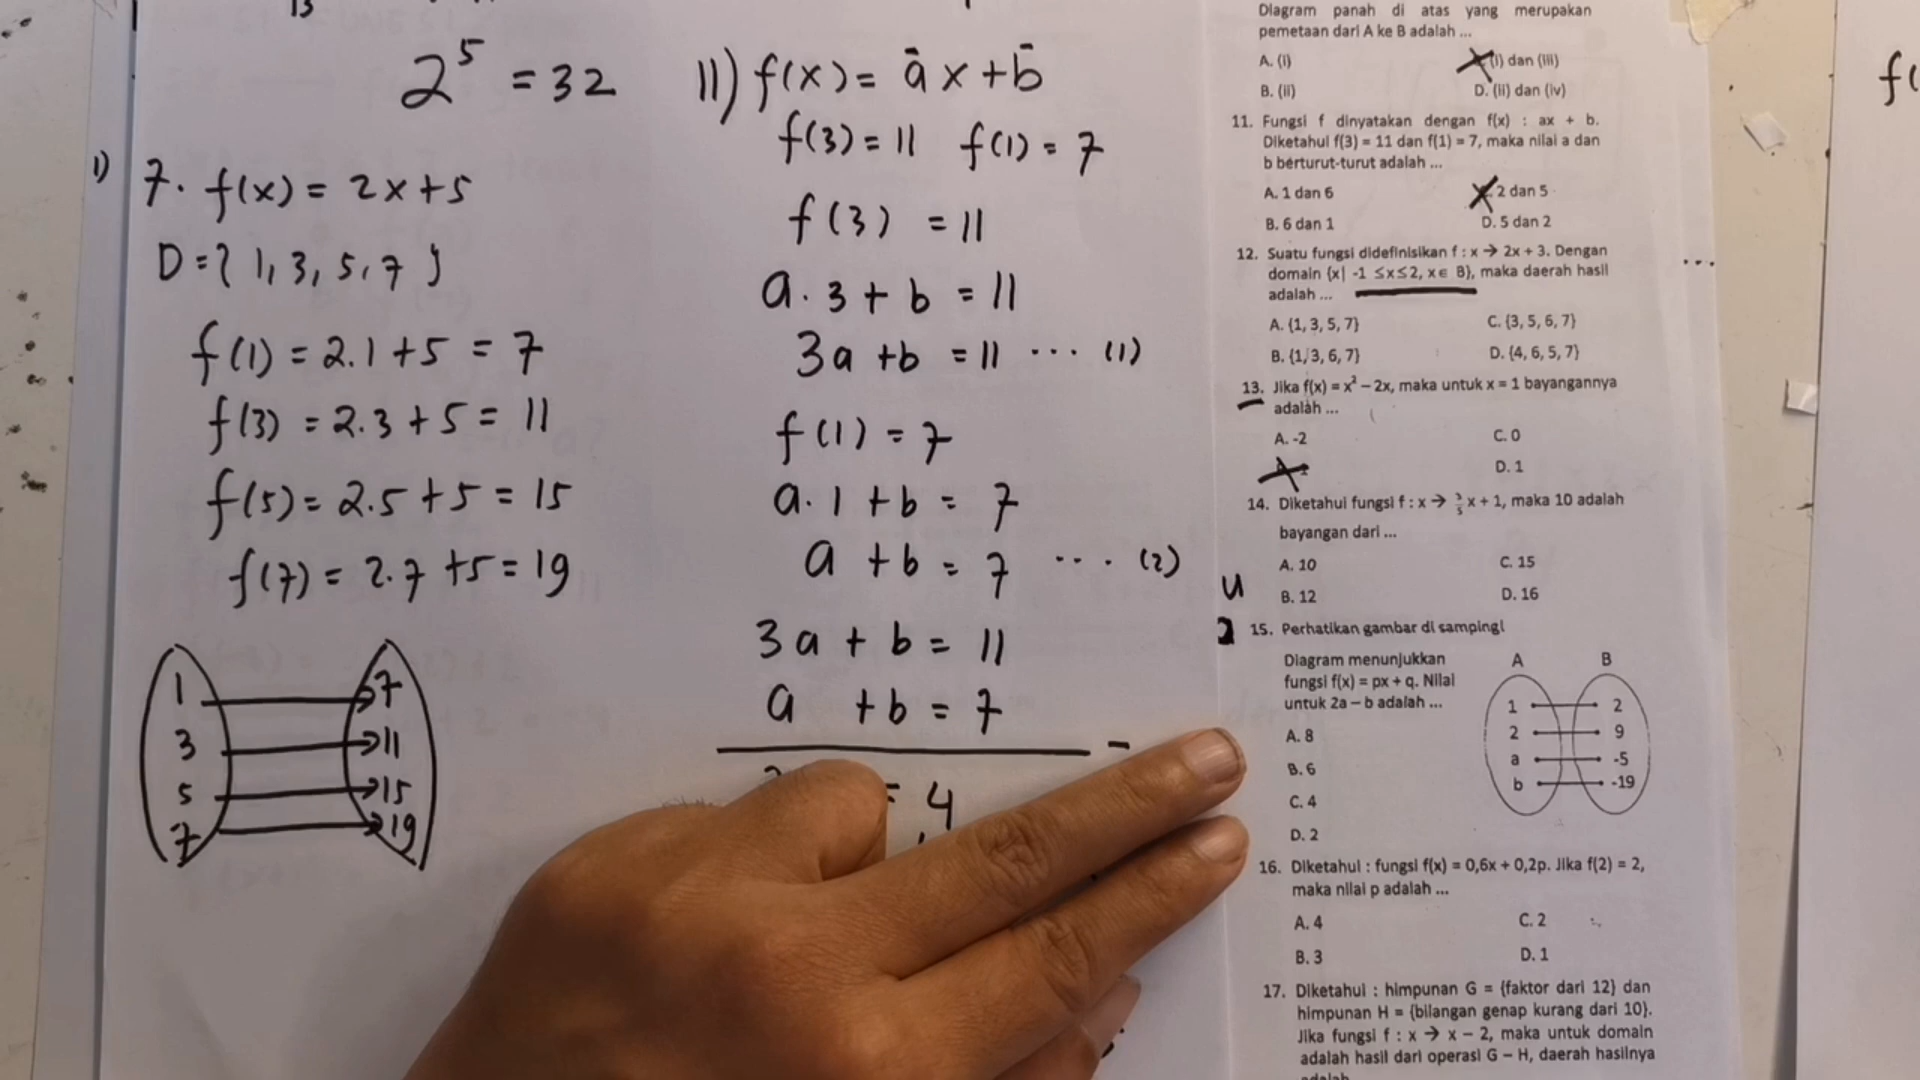 2⁵ = 32
1) 7. f(x) = 2x+5
D = { 1, 3, 5, 7 }
f(1) = 2.1 + 5 = 7
f(3) = 2.3 + 5 = 11
f(5) = 2.5 + 5 = 15
f(7) = 2.7 + 5 = 19
1 7
3 11
5 15
7 19
11) f(x) = ax + b
f(3) = 11 f(1) = 7
f(3) = 11
a. 3 + b = 11
3a + b = 11 ... (1)
f(1) = 7
a. 1 + b = 7
a + b = 7 ... (2)
3a + b = 11
a + b = 7
-
= 4
Diagram panah di atas yang merupakan
pemetaan dari A ke B adalah ...
A. (i)
(i) dan (iii)
B. (ii)
D. (ii) dan (iv)
11. Fungsi f dinyatakan dengan f(x) : ax + b.
Diketahui f(3) = 11 dan f(1) = 7, maka nilai a dan
b berturut-turut adalah ...
A. 1 dan 6
2 dan 5
B. 6 dan 1
D. 5 dan 2
12. Suatu fungsi didefinisikan f : x → 2x + 3. Dengan
domain {x| -1 ≤x≤2, x∈ B}, maka daerah hasil
adalah ...
A. {1, 3, 5, 7}
C. {3, 5, 6, 7}
B. {1, 3, 6, 7}
D. {4, 6, 5, 7}
13. Jika f(x) = x² – 2x, maka untuk x = 1 bayangannya
adalah ...
A. -2
C. 0
D. 1
14. Diketahui fungsi f : x → 3/5 x + 1, maka 10 adalah
bayangan dari ...
A. 10
C. 15
B. 12
D. 16
15. Perhatikan gambar di samping!
Diagram menunjukkan
fungsi f(x) = px + q. Nilai
untuk 2a – b adalah ...
A. 8
B. 6
C. 4
D. 2
A B
1 2
2 9
a -5
b -19
16. Diketahui : fungsi f(x) = 0,6x + 0,2p. Jika f(2) = 2,
maka nilai p adalah ...
A. 4
C. 2
B. 3
D. 1
17. Diketahui : himpunan G = {faktor dari 12} dan
himpunan H = {bilangan genap kurang dari 10}.
Jika fungsi f : x → x – 2, maka untuk domain
adalah hasil dari operasi G – H, daerah hasilnya
f(